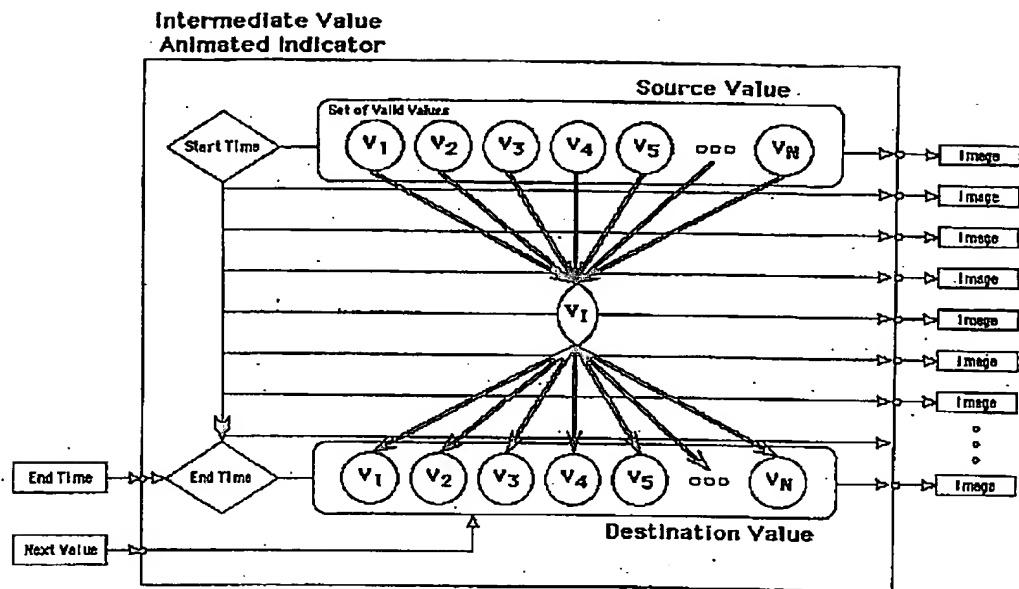 Intermediate Value
Animated Indicator
Source Value
Set of Valid Values
Start Time
V1 V2 V3 V4 V5 VN
Image
Image
Image
Image
VI
Image
Image
Image
End Time
End Time
V1 V2 V3 V4 V5 VN
Image
Next Value
Destination Value